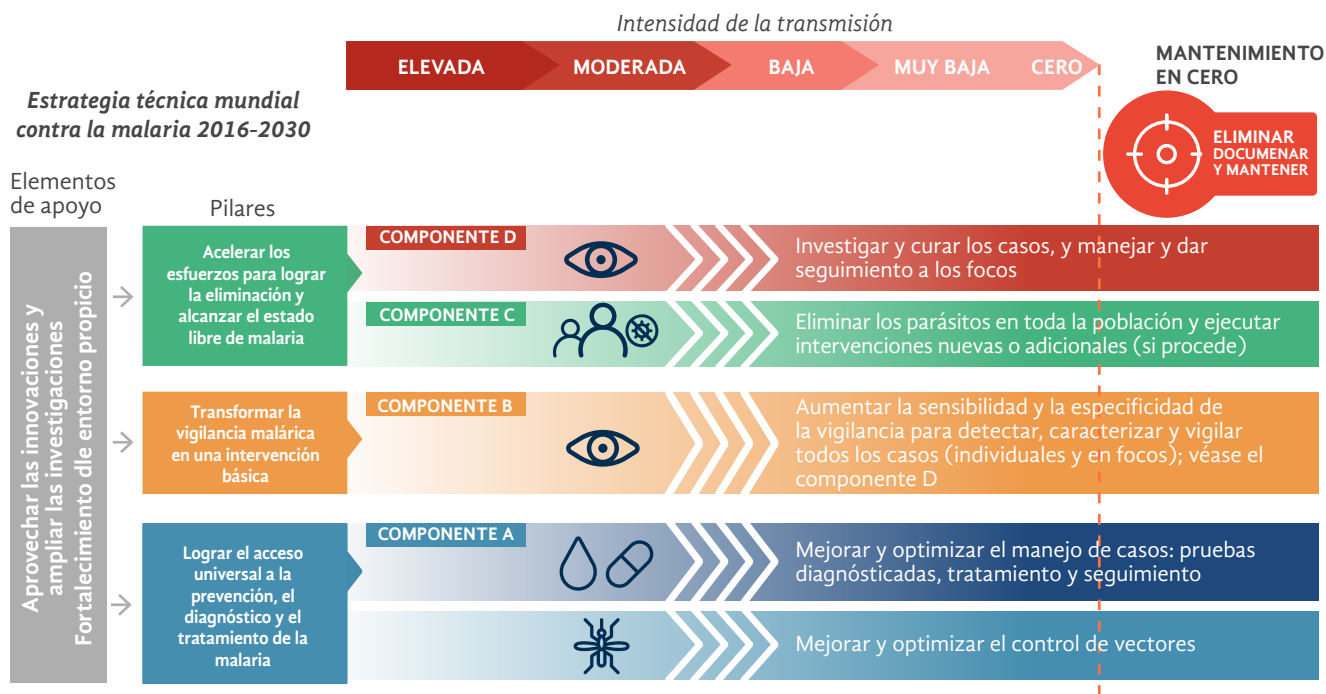 Intensidad de la transmisión
ELEVADA
MODERADA
BAJA
MUY BAJA
CERO
MANTENIMIENTO
EN CERO
ELIMINAR
DOCUMENAR
Y MANTENER
Estrategia técnica mundial
contra la malaria 2016-2030
Elementos
de apoyo
Pilares
Aprovechar las innovaciones y
ampliar las investigaciones
Fortalecimiento dle entorno propicio
Acelerar los
esfuerzos para lograr
la eliminación y
alcanzar el estado
libre de malaria
COMPONENTE D
Investigar y curar los casos, y manejar y dar
seguimiento a los focos
COMPONENTE C
Eliminar los parásitos en toda la población y ejecutar
intervenciones nuevas o adicionales (si procede)
Transformar la
vigilancia malárica
en una intervención
básica
COMPONENTE B
Aumentar la sensibilidad y la especificidad de
la vigilancia para detectar, caracterizar y vigilar
todos los casos (individuales y en focos); véase el
componente D
Lograr el acceso
universal a la
prevención, el
diagnóstico y el
tratamiento de la
malaria
COMPONENTE A
Mejorar y optimizar el manejo de casos: pruebas
diagnósticadas, tratamiento y seguimiento
Mejorar y optimizar el control de vectores